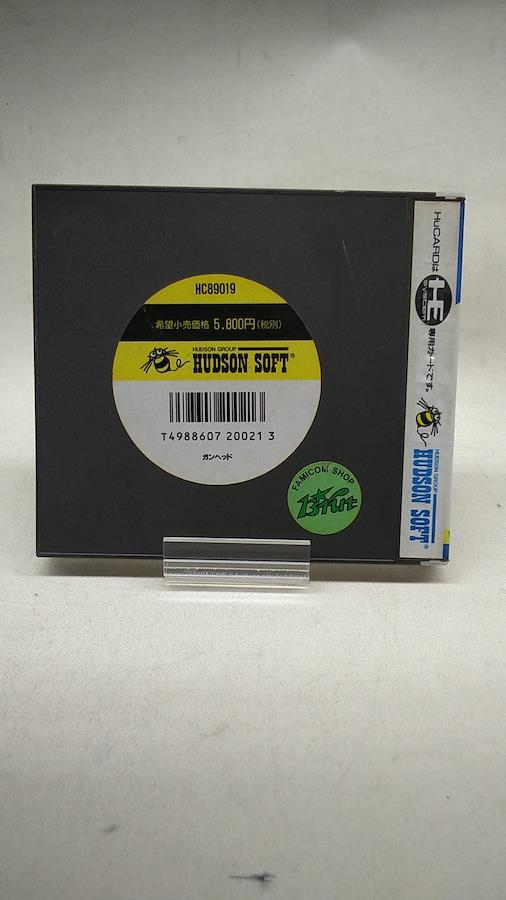 HC89019
希望小売価格 5,800円(税別)
HUDSON GROUP
HUDSON SOFT®
T4988607 20021 3
ガンヘッド
FAMICOM SHOP
HuCARDは
HE
SYSTEM
専用カードです。
HUDSON GROUP
HUDSON SOFT®